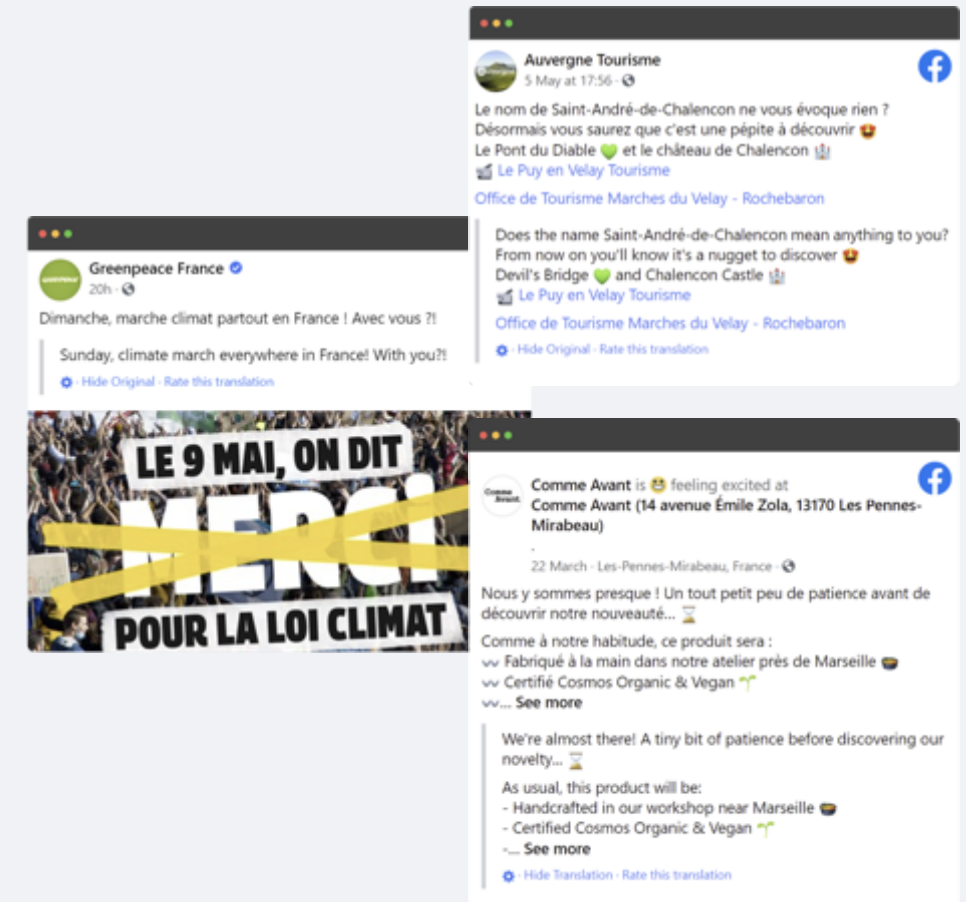 Auvergne Tourisme
5 May at 17:56 ·
Le nom de Saint-André-de-Chalencon ne vous évoque rien ?
Désormais vous saurez que c'est une pépite à découvrir 🤩
Le Pont du Diable 💚 et le château de Chalencon 🏰
📹 Le Puy en Velay Tourisme
Office de Tourisme Marches du Velay - Rochebaron
Does the name Saint-André-de-Chalencon mean anything to you?
From now on you'll know it's a nugget to discover 🤩
Devil's Bridge 💚 and Chalencon Castle 🏰
📹 Le Puy en Velay Tourisme
Office de Tourisme Marches du Velay - Rochebaron
· Hide Original · Rate this translation
Greenpeace France
GREENPEACE
20h ·
Dimanche, marche climat partout en France ! Avec vous ?!
Sunday, climate march everywhere in France! With you?!
· Hide Original · Rate this translation
LE 9 MAI, ON DIT
MERCI
POUR LA LOI CLIMAT
Comme
Avant
Comme Avant is 😀 feeling excited at
Comme Avant (14 avenue Émile Zola, 13170 Les Pennes-
Mirabeau)
.
22 March · Les-Pennes-Mirabeau, France ·
Nous y sommes presque ! Un tout petit peu de patience avant de
découvrir notre nouveauté... ⏳
Comme à notre habitude, ce produit sera :
〰️ Fabriqué à la main dans notre atelier près de Marseille 🍲
〰️ Certifié Cosmos Organic & Vegan 🌱
〰️... See more
We're almost there! A tiny bit of patience before discovering our
novelty... ⏳
As usual, this product will be:
- Handcrafted in our workshop near Marseille 🍲
- Certified Cosmos Organic & Vegan 🌱
-... See more
· Hide Translation · Rate this translation